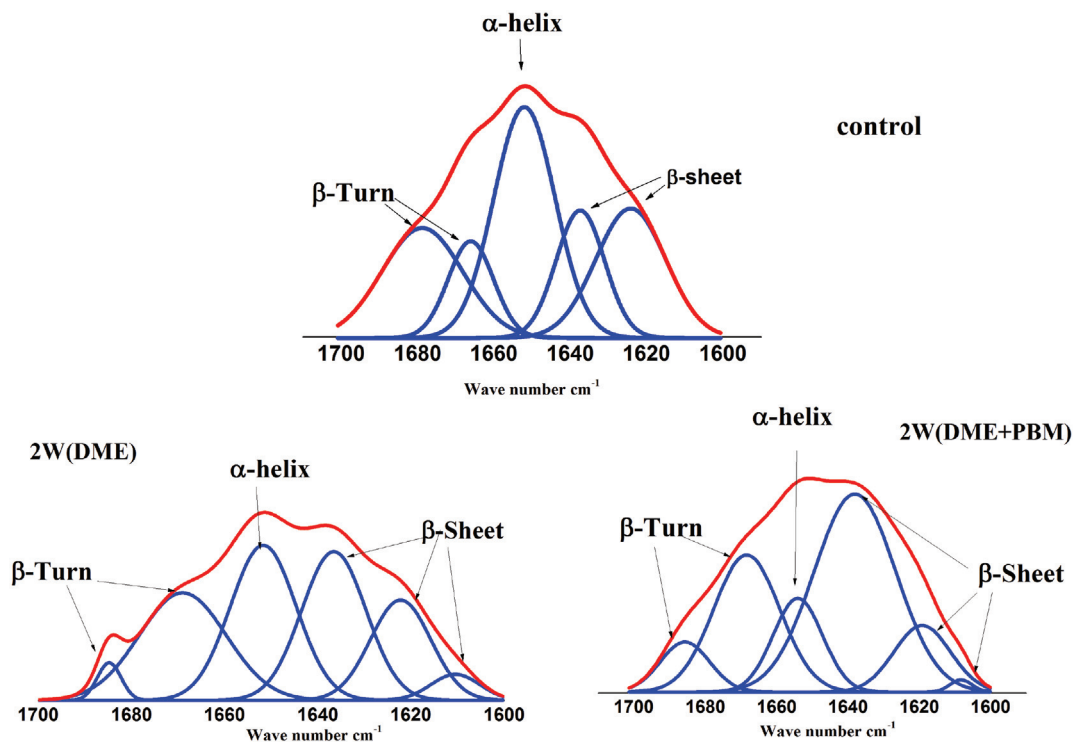 α-helix
control
β-Turn
β-sheet
1700 1680 1660 1640 1620 1600
Wave number cm⁻¹
2W(DME)
α-helix
β-Sheet
β-Turn
1700 1680 1660 1640 1620 1600
Wave number cm⁻¹
α-helix
2W(DME+PBM)
β-Turn
β-Sheet
1700 1680 1660 1640 1620 1600
Wave number cm⁻¹